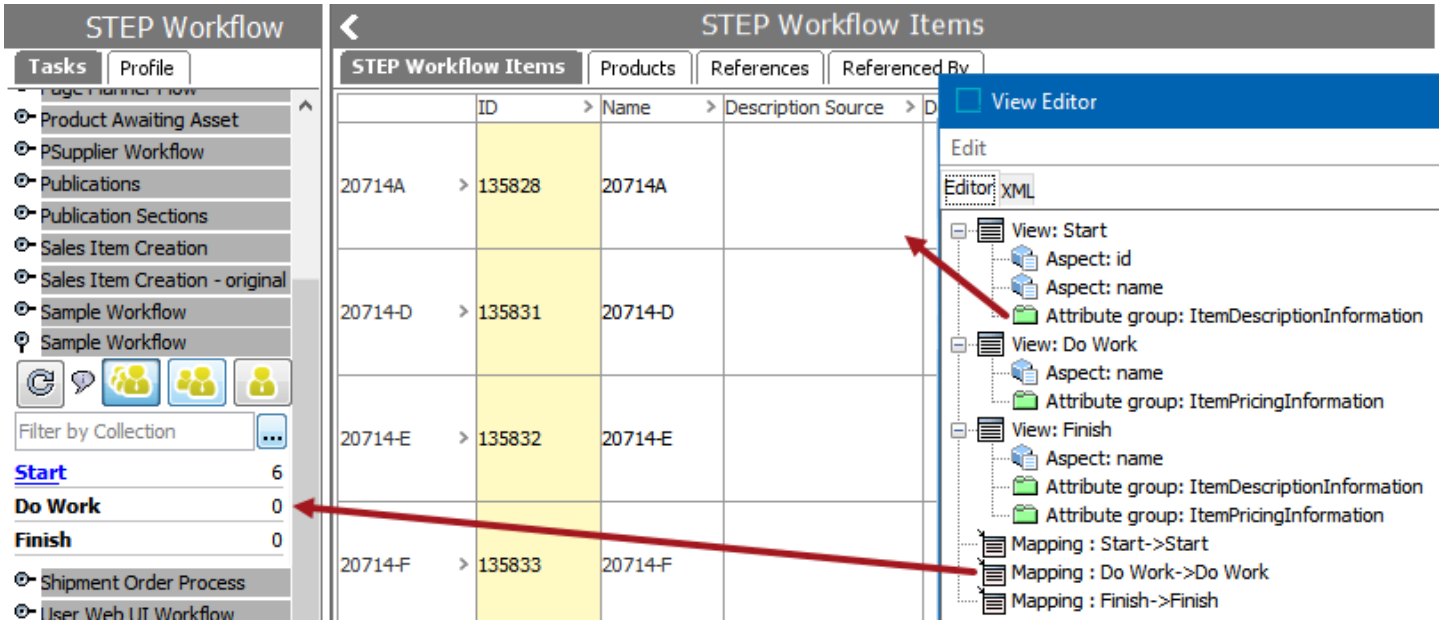 STEP Workflow
Tasks Profile
Page Planner Flow
Product Awaiting Asset
PSupplier Workflow
Publications
Publication Sections
Sales Item Creation
Sales Item Creation - original
Sample Workflow
Sample Workflow
Filter by Collection ...
Start 6
Do Work 0
Finish 0
Shipment Order Process
User Web UI Workflow
STEP Workflow Items
STEP Workflow Items Products References Referenced By
ID > Name > Description Source > D
20714A > 135828 20714A
20714-D > 135831 20714-D
20714-E > 135832 20714-E
20714-F > 135833 20714-F
View Editor
Edit
Editor XML
View: Start
Aspect: id
Aspect: name
Attribute group: ItemDescriptionInformation
View: Do Work
Aspect: name
Attribute group: ItemPricingInformation
View: Finish
Aspect: name
Attribute group: ItemDescriptionInformation
Attribute group: ItemPricingInformation
Mapping : Start->Start
Mapping : Do Work->Do Work
Mapping : Finish->Finish